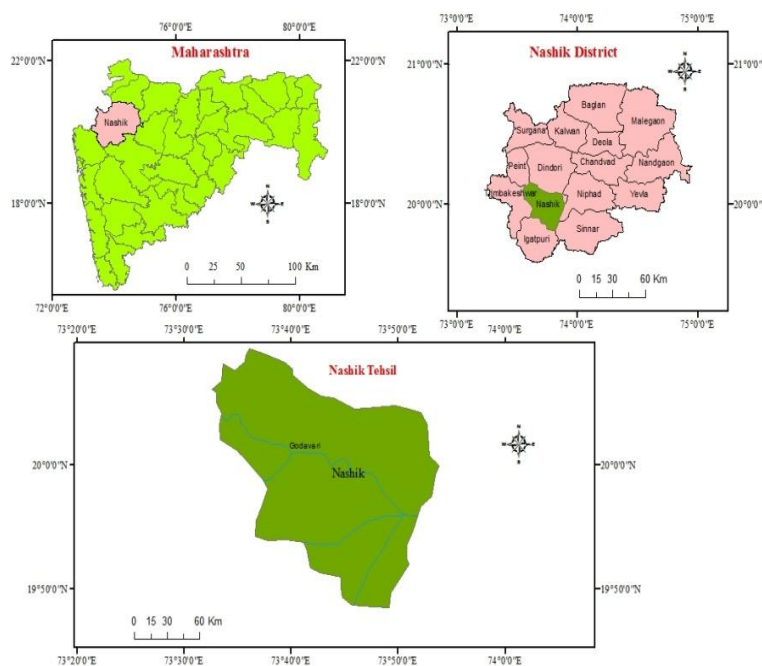 76°0'0"E 80°0'0"E
22°0'0"N Maharashtra 22°0'0"N
Nashik
18°0'0"N 18°0'0"N
N
W E
S
0 25 50 75 100 Km
72°0'0"E 76°0'0"E 80°0'0"E
73°0'0"E 74°0'0"E 75°0'0"E
21°0'0"N Nashik District 21°0'0"N
N
W E
S
Baglan
Malegaon
Surgana Kalwan
Deola
Peint Dindori Chandvad Nandgaon
Nashik Niphad Yevla
20°0'0"N 20°0'0"N
Igatpuri Sinnar
0 15 30 60 Km
73°0'0"E 74°0'0"E 75°0'0"E
73°20'0"E 73°30'0"E 73°40'0"E 73°50'0"E 74°0'0"E
Nashik Tehsil
N
W E
S
Godavari
20°0'0"N Nashik 20°0'0"N
19°50'0"N 19°50'0"N
0 15 30 60 Km
73°20'0"E 73°30'0"E 73°40'0"E 73°50'0"E 74°0'0"E